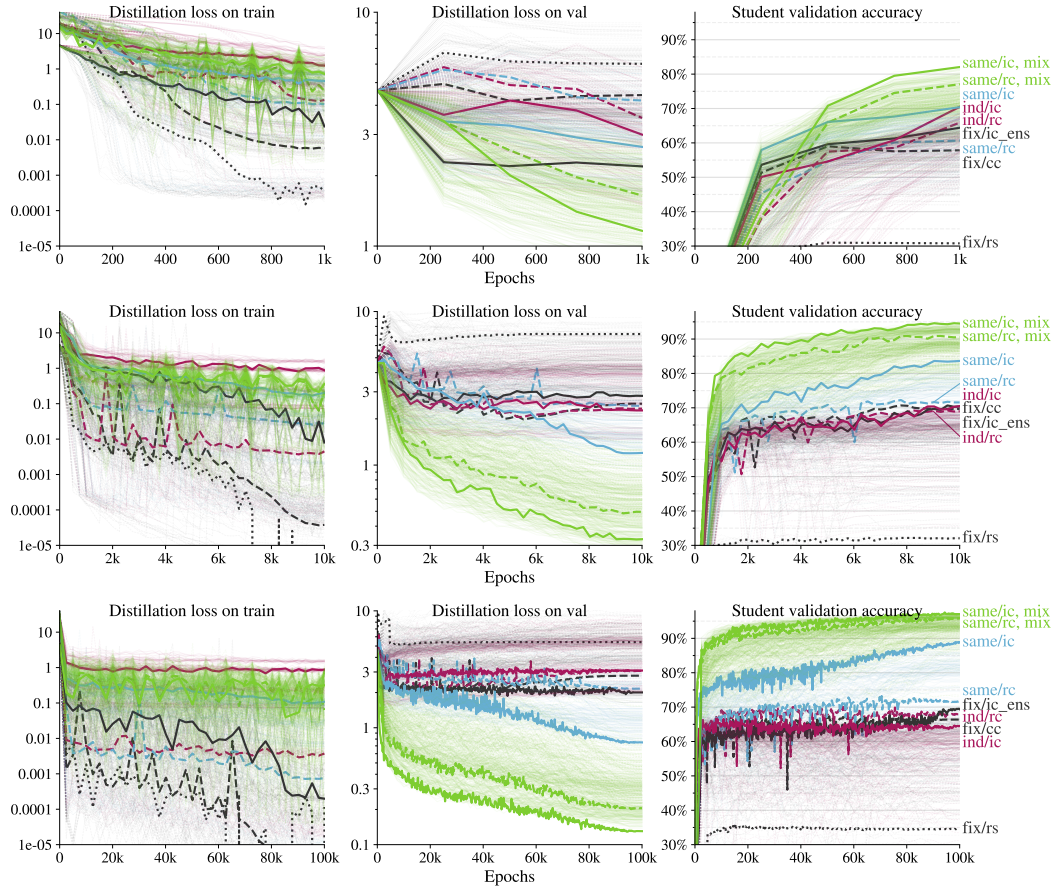 Distillation loss on train
10
1
0.1
0.01
0.001
0.0001
1e-05
0 200 400 600 800 1k
Distillation loss on val
10
3
1
0 200 400 600 800 1k
Epochs
Student validation accuracy
90%
80%
70%
60%
50%
40%
30%
0 200 400 600 800 1k
same/ic, mix
same/rc, mix
same/ic
ind/ic
ind/rc
fix/ic_ens
same/rc
fix/cc
fix/rs
Distillation loss on train
10
1
0.1
0.01
0.001
0.0001
1e-05
0 2k 4k 6k 8k 10k
Distillation loss on val
10
3
1
0.3
0 2k 4k 6k 8k 10k
Epochs
Student validation accuracy
90%
80%
70%
60%
50%
40%
30%
0 2k 4k 6k 8k 10k
same/ic, mix
same/rc, mix
same/ic
same/rc
ind/ic
fix/cc
fix/ic_ens
ind/rc
fix/rs
Distillation loss on train
10
1
0.1
0.01
0.001
0.0001
1e-05
0 20k 40k 60k 80k 100k
Distillation loss on val
10
3
1
0.3
0.1
0 20k 40k 60k 80k 100k
Epochs
Student validation accuracy
90%
80%
70%
60%
50%
40%
30%
0 20k 40k 60k 80k 100k
same/ic, mix
same/rc, mix
same/ic
same/rc
fix/ic_ens
ind/rc
fix/cc
ind/ic
fix/rs